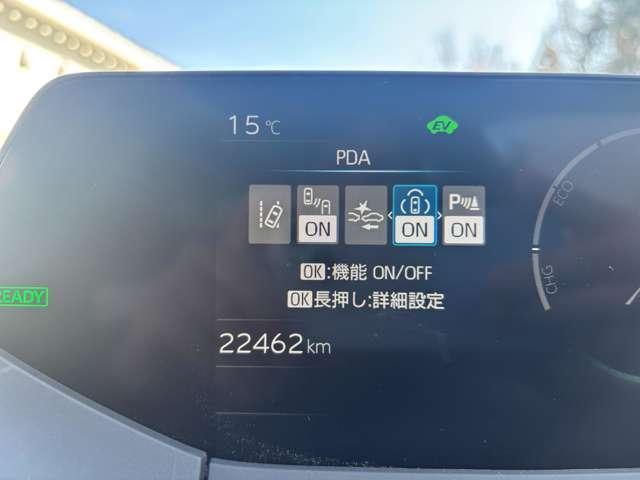 15℃
EV
PDA
ON
ON
P ON
OK:機能 ON/OFF
OK長押し:詳細設定
READY
22462km
ECO
CHG